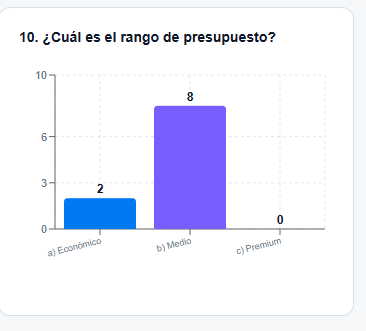 10. ¿Cuál es el rango de presupuesto?
10
8
6
3
2
0
0
a) Económico
b) Medio
c) Premium